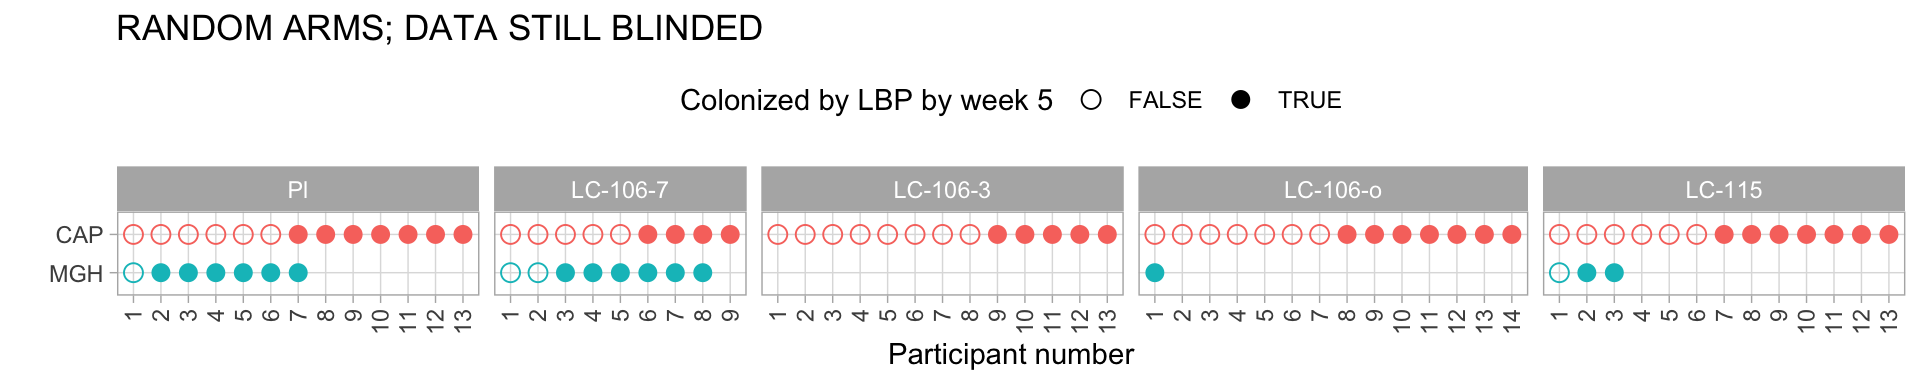 RANDOM ARMS; DATA STILL BLINDED
Colonized by LBP by week 5 FALSE TRUE
Pl LC-106-7 LC-106-3 LC-106-o LC-115
CAP
MGH
1 2 3 4 5 6 7 8 9 10 11 12 13 1 2 3 4 5 6 7 8 9 1 2 3 4 5 6 7 8 9 10 11 12 13 1 2 3 4 5 6 7 8 9 10 11 12 13 14 1 2 3 4 5 6 7 8 9 10 11 12 13
Participant number